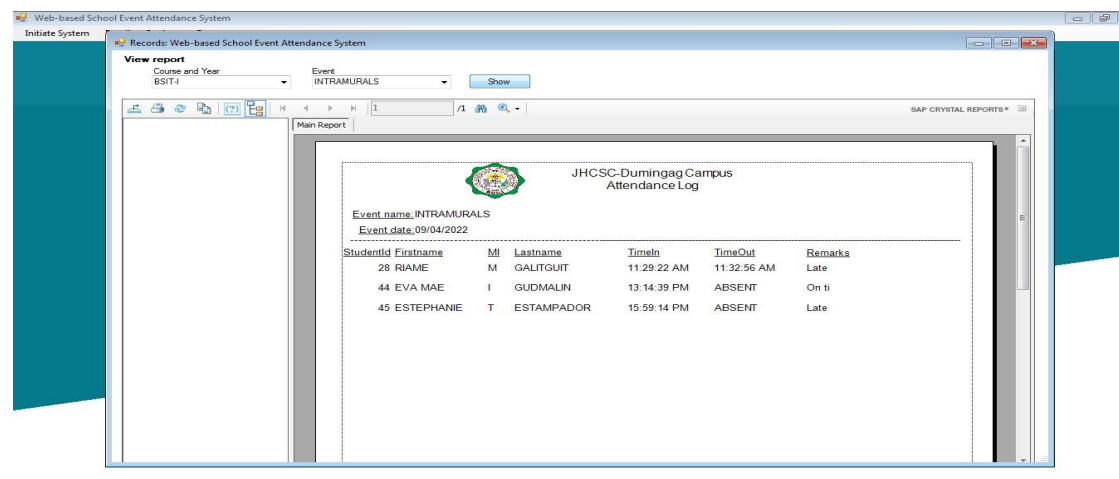 Web-based School Event Attendance System
Initiate System
Records: Web-based School Event Attendance System
View report
Course and Year Event
BSIT-I INTRAMURALS Show
1 /1 SAP CRYSTAL REPORTS®
Main Report
JHCSC-Dumingag Campus
Attendance Log
Event name: INTRAMURALS
Event date: 09/04/2022
StudentId Firstname MI Lastname TimeIn TimeOut Remarks
28 RIAME M GALITGUIT 11:29:22 AM 11:32:56 AM Late
44 EVA MAE I GUDMALIN 13:14:39 PM ABSENT On ti
45 ESTEPHANIE T ESTAMPADOR 15:59:14 PM ABSENT Late